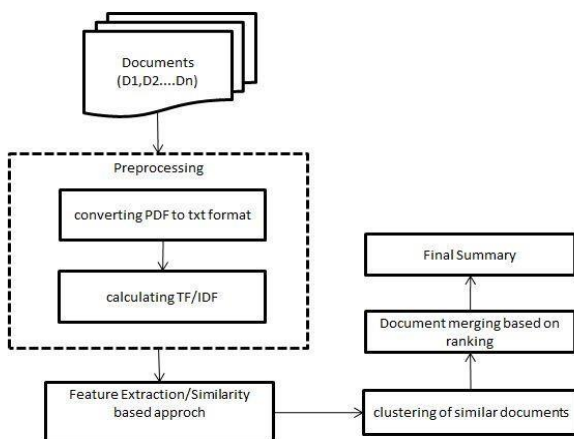 Documents
(D1,D2....Dn)
Preprocessing
converting PDF to txt format
calculating TF/IDF
Feature Extraction/Similarity
based approch
clustering of similar documents
Document merging based on
ranking
Final Summary